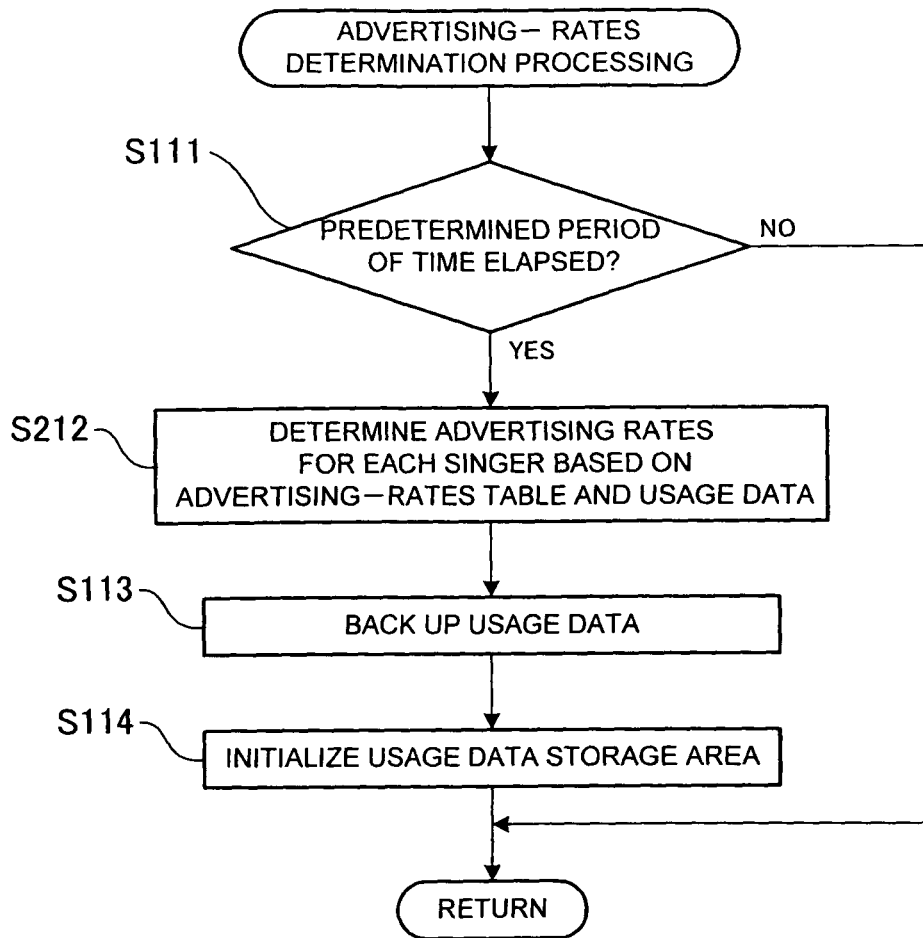 ADVERTISING— RATES
DETERMINATION PROCESSING
S111
PREDETERMINED PERIOD
OF TIME ELAPSED?
NO
YES
S212
DETERMINE ADVERTISING RATES
FOR EACH SINGER BASED ON
ADVERTISING—RATES TABLE AND USAGE DATA
S113
BACK UP USAGE DATA
S114
INITIALIZE USAGE DATA STORAGE AREA
RETURN